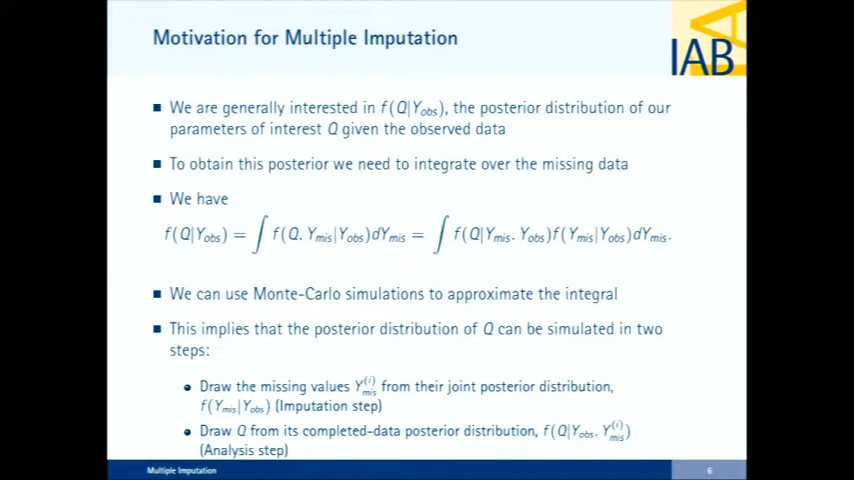 Motivation for Multiple Imputation
IAB
We are generally interested in f(Q|Y_obs), the posterior distribution of our
parameters of interest Q given the observed data
To obtain this posterior we need to integrate over the missing data
We have
f(Q|Y_obs) = ∫ f(Q, Y_mis|Y_obs)dY_mis = ∫ f(Q|Y_mis, Y_obs)f(Y_mis|Y_obs)dY_mis.
We can use Monte-Carlo simulations to approximate the integral
This implies that the posterior distribution of Q can be simulated in two
steps:
Draw the missing values Y_mis^(i) from their joint posterior distribution,
f(Y_mis|Y_obs) (Imputation step)
Draw Q from its completed-data posterior distribution, f(Q|Y_obs, Y_mis^(i))
(Analysis step)
Multiple Imputation
6